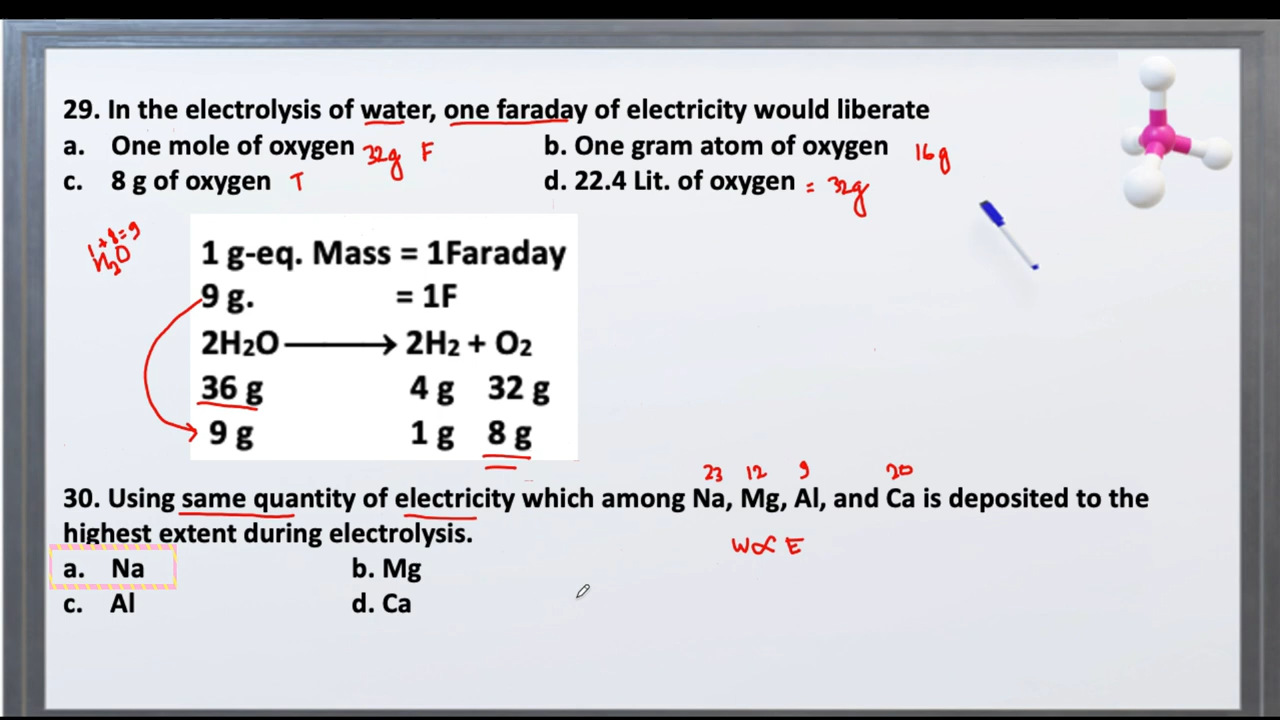 29. In the electrolysis of water, one faraday of electricity would liberate
a. One mole of oxygen 32g F b. One gram atom of oxygen 16g
c. 8 g of oxygen T d. 22.4 Lit. of oxygen = 32g
1+8=9
H2O
1 g-eq. Mass = 1Faraday
9 g. = 1F
2H2O ⟶ 2H2 + O2
36 g 4 g 32 g
9 g 1 g 8 g
23 12 9 20
30. Using same quantity of electricity which among Na, Mg, Al, and Ca is deposited to the
highest extent during electrolysis.
W∝ E
a. Na b. Mg
c. Al d. Ca